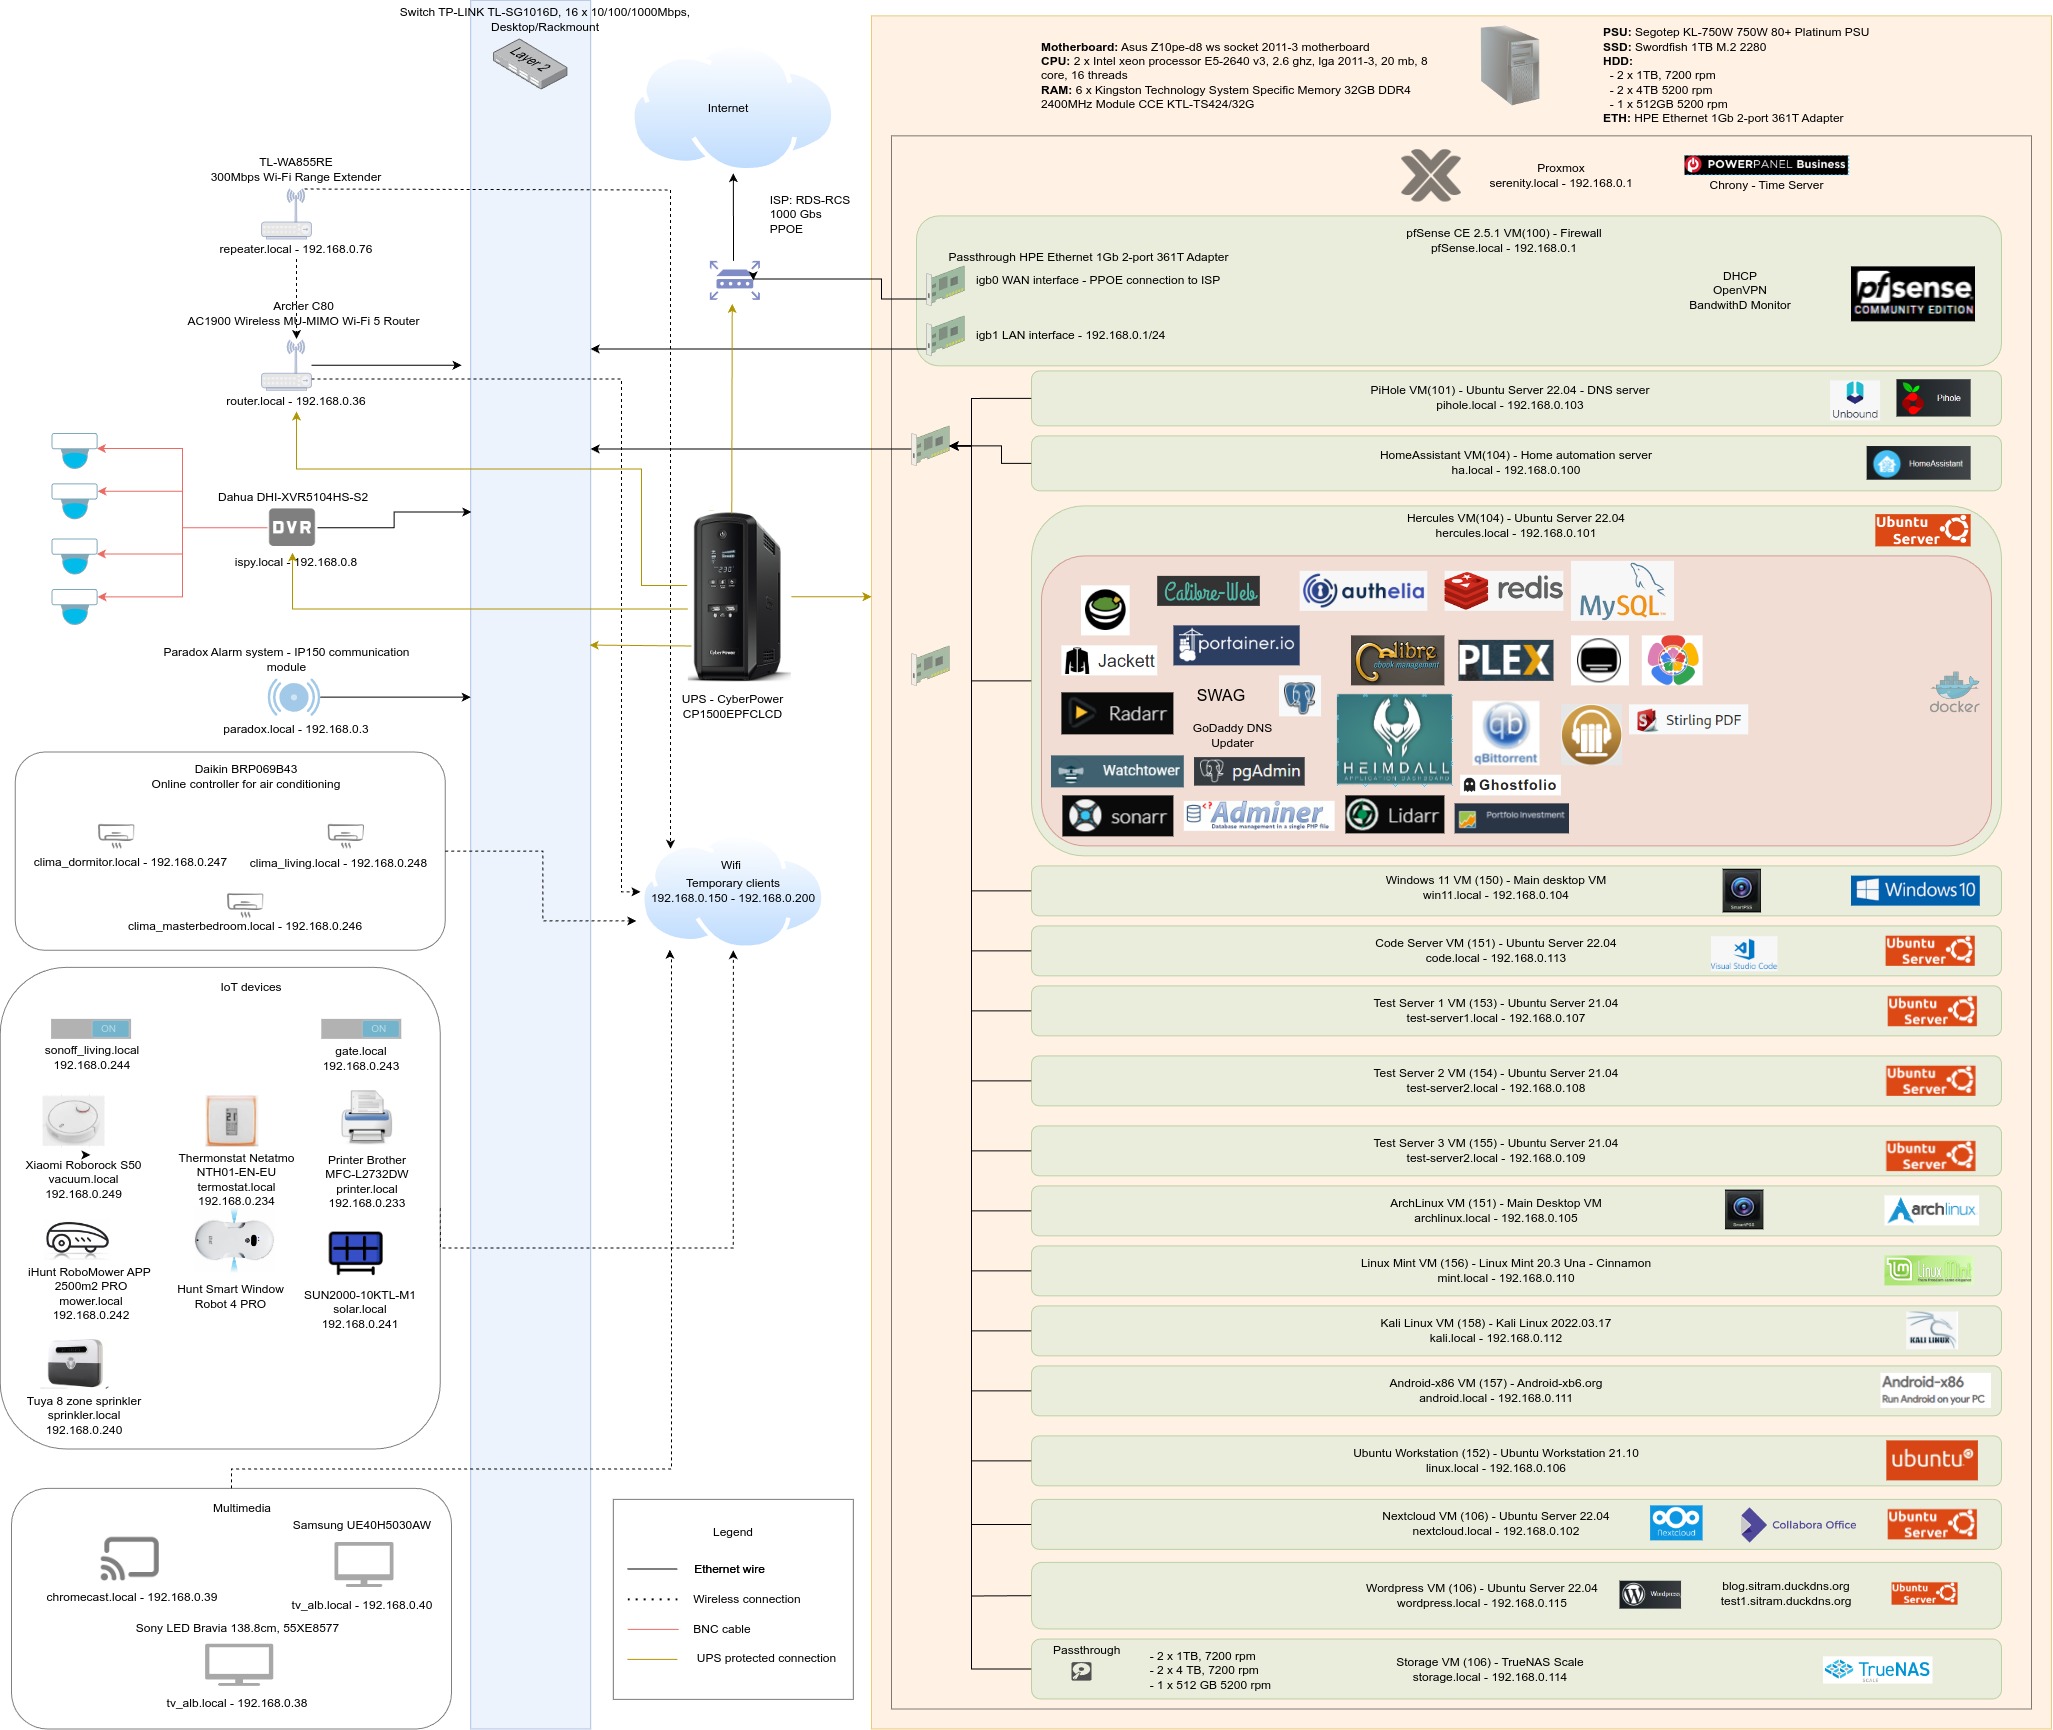 Switch TP-LINK TL-SG1016D, 16 x 10/100/1000Mbps,
Desktop/Rackmount
Layer 2
Internet
ISP: RDS-RCS
1000 Gbs
PPOE
TL-WA855RE
300Mbps Wi-Fi Range Extender
repeater.local - 192.168.0.76
Archer C80
AC1900 Wireless MU-MIMO Wi-Fi 5 Router
router.local - 192.168.0.36
Dahua DHI-XVR5104HS-S2
DVR
ispy.local - 192.168.0.8
Paradox Alarm system - IP150 communication
module
paradox.local - 192.168.0.3
UPS - CyberPower
CP1500EPFCLCD
Daikin BRP069B43
Online controller for air conditioning
clima_dormitor.local - 192.168.0.247
clima_living.local - 192.168.0.248
clima_masterbedroom.local - 192.168.0.246
Wifi
Temporary clients
192.168.0.150 - 192.168.0.200
IoT devices
ON
sonoff_living.local
192.168.0.244
ON
gate.local
192.168.0.243
Xiaomi Roborock S50
vacuum.local
192.168.0.249
Thermonstat Netatmo
NTH01-EN-EU
termostat.local
192.168.0.234
Printer Brother
MFC-L2732DW
printer.local
192.168.0.233
iHunt RoboMower APP
2500m2 PRO
mower.local
192.168.0.242
Hunt Smart Window
Robot 4 PRO
SUN2000-10KTL-M1
solar.local
192.168.0.241
Tuya 8 zone sprinkler
sprinkler.local
192.168.0.240
Multimedia
Samsung UE40H5030AW
chromecast.local - 192.168.0.39
tv_alb.local - 192.168.0.40
Sony LED Bravia 138.8cm, 55XE8577
tv_alb.local - 192.168.0.38
Legend
Ethernet wire
Wireless connection
BNC cable
UPS protected connection
Motherboard: Asus Z10pe-d8 ws socket 2011-3 motherboard
CPU: 2 x Intel xeon processor E5-2640 v3, 2.6 ghz, lga 2011-3, 20 mb, 8
core, 16 threads
RAM: 6 x Kingston Technology System Specific Memory 32GB DDR4
2400MHz Module CCE KTL-TS424/32G
PSU: Segotep KL-750W 750W 80+ Platinum PSU
SSD: Swordfish 1TB M.2 2280
HDD:
- 2 x 1TB, 7200 rpm
- 2 x 4TB 5200 rpm
- 1 x 512GB 5200 rpm
ETH: HPE Ethernet 1Gb 2-port 361T Adapter
Proxmox
serenity.local - 192.168.0.1
POWERPANEL Business
Chrony - Time Server
pfSense CE 2.5.1 VM(100) - Firewall
pfSense.local - 192.168.0.1
Passthrough HPE Ethernet 1Gb 2-port 361T Adapter
igb0 WAN interface - PPOE connection to ISP
igb1 LAN interface - 192.168.0.1/24
DHCP
OpenVPN
BandwithD Monitor
pfsense
COMMUNITY EDITION
PiHole VM(101) - Ubuntu Server 22.04 - DNS server
pihole.local - 192.168.0.103
Unbound
Pihole
HomeAssistant VM(104) - Home automation server
ha.local - 192.168.0.100
HomeAssistant
Hercules VM(104) - Ubuntu Server 22.04
hercules.local - 192.168.0.101
Ubuntu
Server
Calibre-Web
authelia
redis
MySQL
Jackett
portainer.io
calibre
ebook management
PLEX
Radarr
SWAG
GoDaddy DNS
Updater
HEIMDALL
APPLICATION DASHBOARD
qb
qBittorrent
Stirling PDF
docker
Watchtower
pgAdmin
Ghostfolio
sonarr
Adminer
Database management in a single PHP file
Lidarr
Portfolio Investment
Windows 11 VM (150) - Main desktop VM
win11.local - 192.168.0.104
SmartPSS
Windows 10
Code Server VM (151) - Ubuntu Server 22.04
code.local - 192.168.0.113
Visual Studio Code
Ubuntu
Server
Test Server 1 VM (153) - Ubuntu Server 21.04
test-server1.local - 192.168.0.107
Ubuntu
Server
Test Server 2 VM (154) - Ubuntu Server 21.04
test-server2.local - 192.168.0.108
Ubuntu
Server
Test Server 3 VM (155) - Ubuntu Server 21.04
test-server2.local - 192.168.0.109
Ubuntu
Server
ArchLinux VM (151) - Main Desktop VM
archlinux.local - 192.168.0.105
SmartPSS
archlinux
Linux Mint VM (156) - Linux Mint 20.3 Una - Cinnamon
mint.local - 192.168.0.110
Linux Mint
Kali Linux VM (158) - Kali Linux 2022.03.17
kali.local - 192.168.0.112
KALI LINUX
Android-x86 VM (157) - Android-xb6.org
android.local - 192.168.0.111
Android-x86
Run Android on your PC
Ubuntu Workstation (152) - Ubuntu Workstation 21.10
linux.local - 192.168.0.106
ubuntu
Nextcloud VM (106) - Ubuntu Server 22.04
nextcloud.local - 192.168.0.102
nextcloud
Collabora Office
Ubuntu
Server
Wordpress VM (106) - Ubuntu Server 22.04
wordpress.local - 192.168.0.115
Wordpress
blog.sitram.duckdns.org
test1.sitram.duckdns.org
Ubuntu
Server
Passthrough
- 2 x 1TB, 7200 rpm
- 2 x 4 TB, 7200 rpm
- 1 x 512 GB 5200 rpm
Storage VM (106) - TrueNAS Scale
storage.local - 192.168.0.114
TrueNAS
SCALE